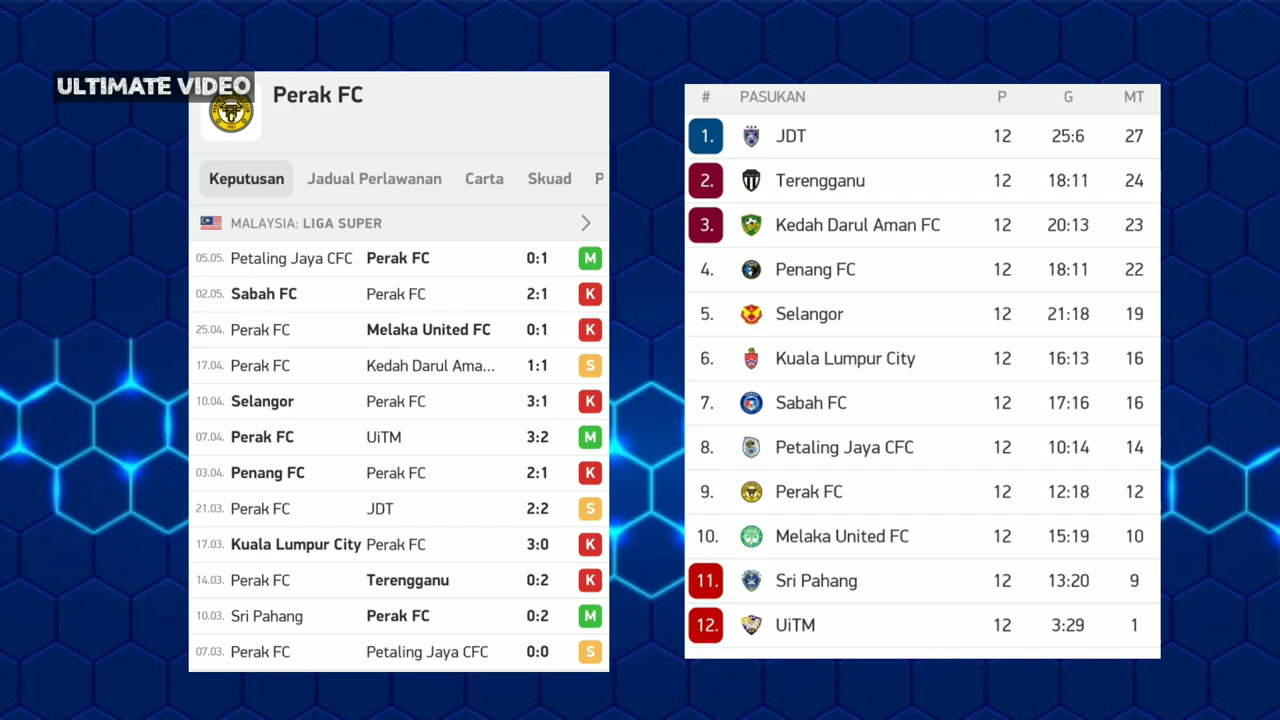 ULTIMATE VIDEO
Perak FC
Keputusan Jadual Perlawanan Carta Skuad P
MALAYSIA: LIGA SUPER
05.05. Petaling Jaya CFC Perak FC 0:1 M
02.05. Sabah FC Perak FC 2:1 K
25.04. Perak FC Melaka United FC 0:1 K
17.04. Perak FC Kedah Darul Ama... 1:1 S
10.04. Selangor Perak FC 3:1 K
07.04. Perak FC UiTM 3:2 M
03.04. Penang FC Perak FC 2:1 K
21.03. Perak FC JDT 2:2 S
17.03. Kuala Lumpur City Perak FC 3:0 K
14.03. Perak FC Terengganu 0:2 K
10.03. Sri Pahang Perak FC 0:2 M
07.03. Perak FC Petaling Jaya CFC 0:0 S
# PASUKAN P G MT
1. JDT 12 25:6 27
2. Terengganu 12 18:11 24
3. Kedah Darul Aman FC 12 20:13 23
4. Penang FC 12 18:11 22
5. Selangor 12 21:18 19
6. Kuala Lumpur City 12 16:13 16
7. Sabah FC 12 17:16 16
8. Petaling Jaya CFC 12 10:14 14
9. Perak FC 12 12:18 12
10. Melaka United FC 12 15:19 10
11. Sri Pahang 12 13:20 9
12. UiTM 12 3:29 1